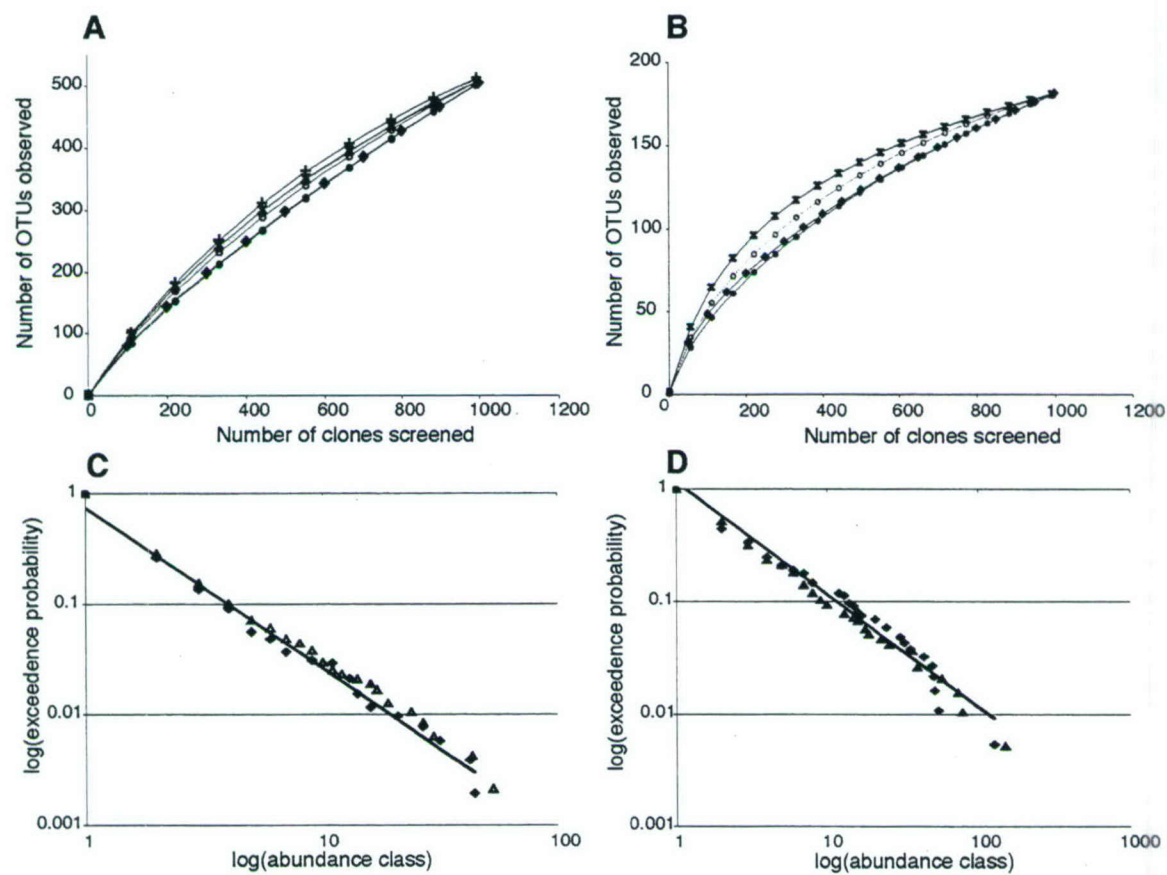 A
Number of OTUs observed
500
400
300
200
100
0
0 200 400 600 800 1000 1200
Number of clones screened
B
Number of OTUs observed
200
150
100
50
0
0 200 400 600 800 1000 1200
Number of clones screened
C
log(exceedence probability)
1
0.1
0.01
0.001
1 10 100
log(abundance class)
D
log(exceedence probability)
1
0.1
0.01
0.001
1 10 100 1000
log(abundance class)